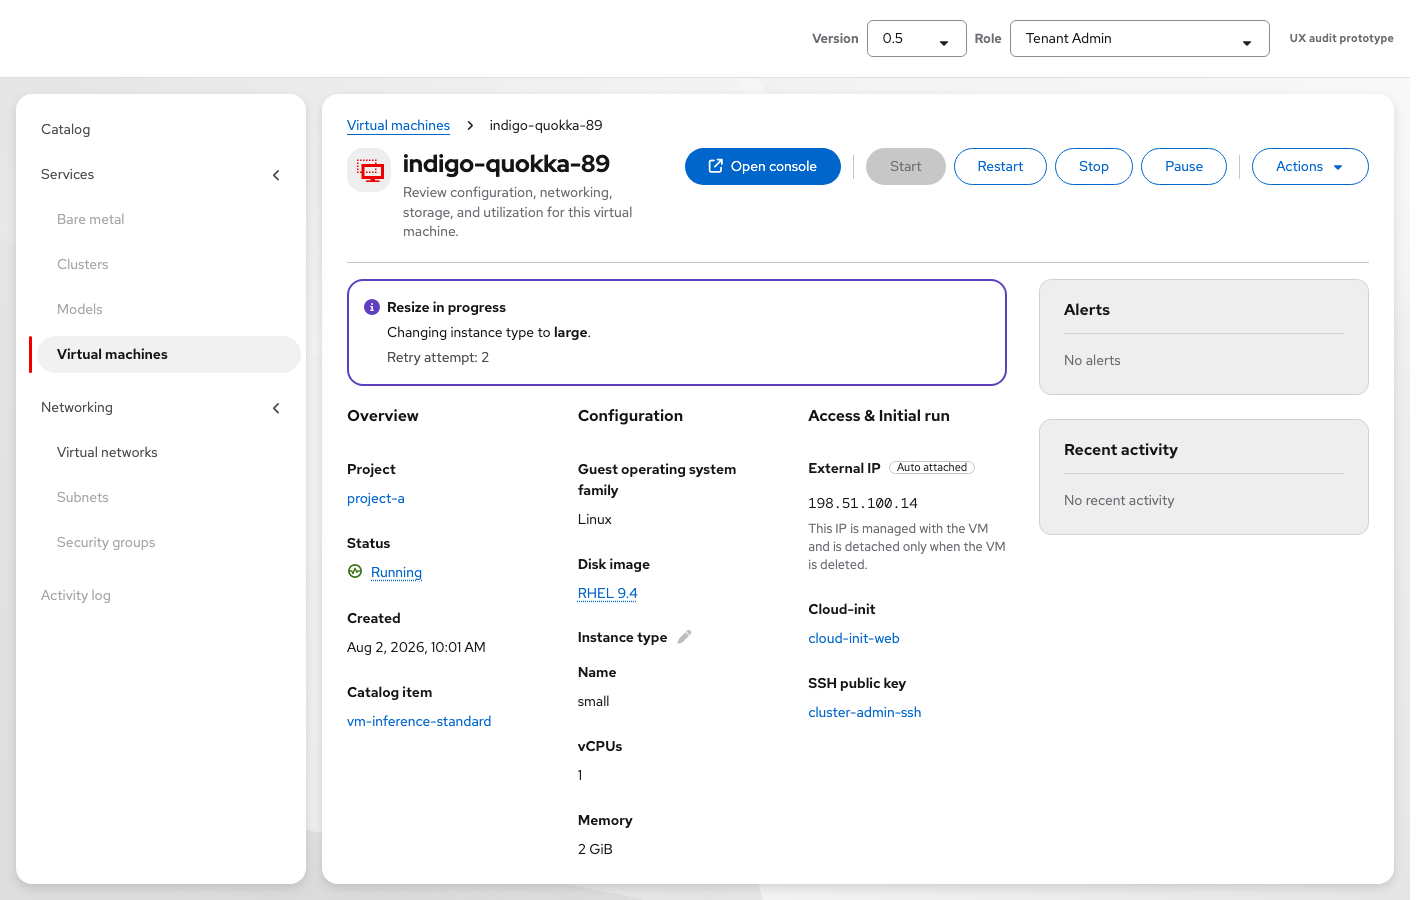 Version
0.5
Role
Tenant Admin
UX audit prototype
Catalog
Services
Bare metal
Clusters
Models
Virtual machines
Networking
Virtual networks
Subnets
Security groups
Activity log
Virtual machines
indigo-quokka-89
indigo-quokka-89
Review configuration, networking,
storage, and utilization for this virtual
machine.
Open console
Start
Restart
Stop
Pause
Actions
Resize in progress
Changing instance type to large.
Retry attempt: 2
Overview
Project
project-a
Status
Running
Created
Aug 2, 2026, 10:01 AM
Catalog item
vm-inference-standard
Configuration
Guest operating system
family
Linux
Disk image
RHEL 9.4
Instance type
Name
small
vCPUs
1
Memory
2 GiB
Access & Initial run
External IP
Auto attached
198.51.100.14
This IP is managed with the VM
and is detached only when the VM
is deleted.
Cloud-init
cloud-init-web
SSH public key
cluster-admin-ssh
Alerts
No alerts
Recent activity
No recent activity